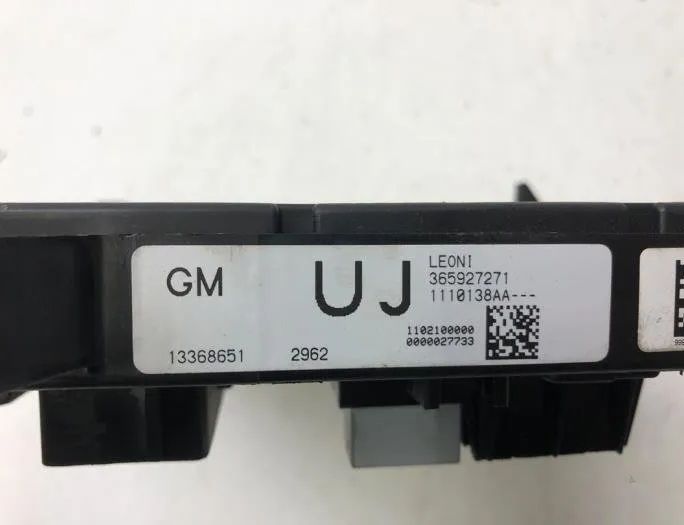 GM
UJ
LEONI
365927271
1110138AA---
1102100000
0000027733
13368651
2962